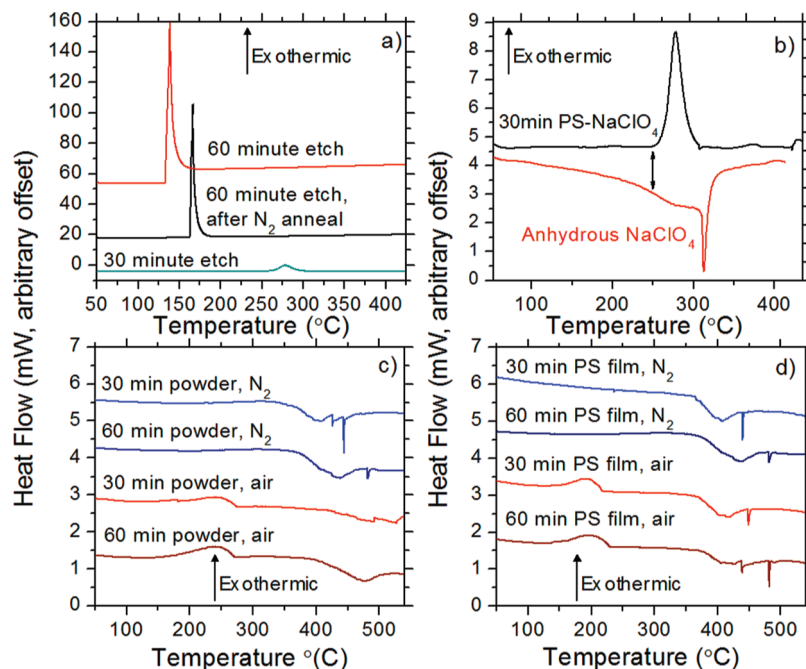 160
140
120
100
80
60
40
20
0
Exothermic
a)
60 minute etch
60 minute etch,
after N₂ anneal
30 minute etch
50 100 150 200 250 300 350 400
Temperature (°C)
9
8
7
6
5
4
3
2
1
0
Exothermic
b)
30min PS-NaClO₄
Anhydrous NaClO₄
100 200 300 400
Temperature (°C)
Heat Flow (mW, arbitrary offset)
Heat Flow (mW, arbitrary offset)
7
6
5
4
3
2
1
0
c)
30 min powder, N₂
60 min powder, N₂
30 min powder, air
60 min powder, air
Exothermic
100 200 300 400 500
Temperature °(C)
7
6
5
4
3
2
1
0
d)
30 min PS film, N₂
60 min PS film, N₂
30 min PS film, air
60 min PS film, air
Exothermic
100 200 300 400 500
Temperature (°C)